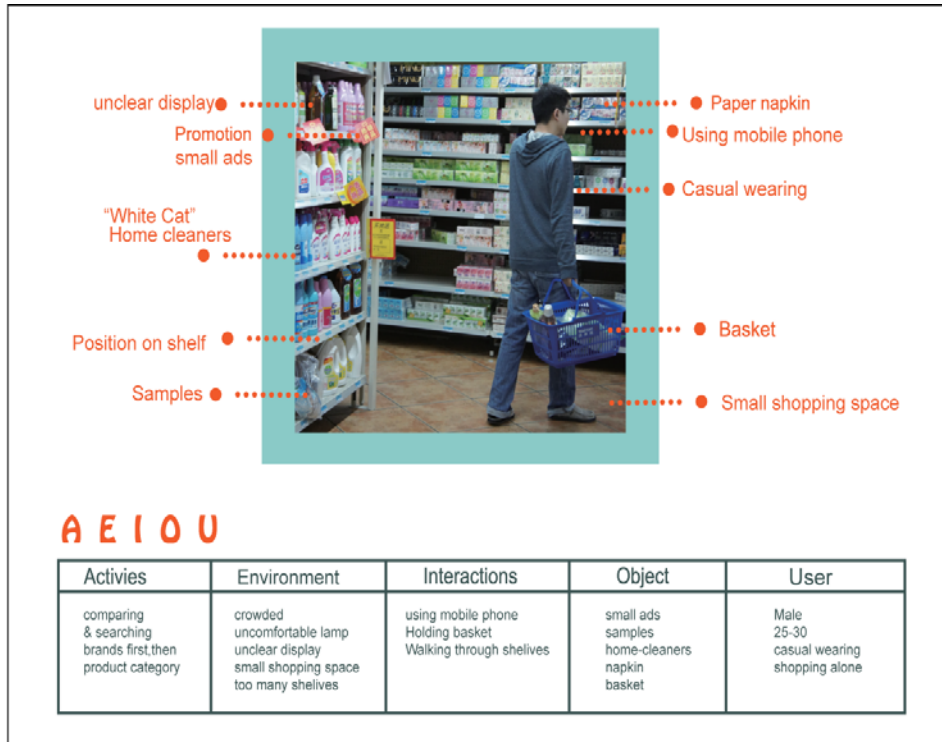 unclear display
Promotion
small ads
“White Cat”
Home cleaners
Position on shelf
Samples
Paper napkin
Using mobile phone
Casual wearing
Basket
Small shopping space
A E I O U
Activies
comparing
& searching
brands first,then
product category
Environment
crowded
uncomfortable lamp
unclear display
small shopping space
too many shelives
Interactions
using mobile phone
Holding basket
Walking through shelives
Object
small ads
samples
home-cleaners
napkin
basket
User
Male
25-30
casual wearing
shopping alone